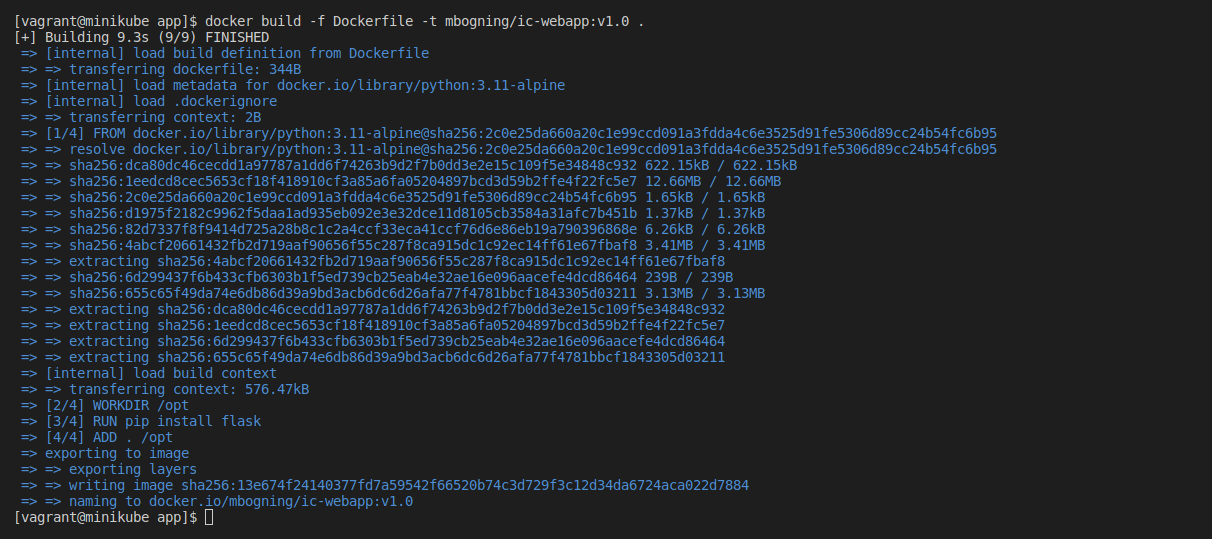 [vagrant@minikube app]$ docker build -f Dockerfile -t mbogning/ic-webapp:v1.0 .
[+] Building 9.3s (9/9) FINISHED
=> [internal] load build definition from Dockerfile
=> => transferring dockerfile: 344B
=> [internal] load metadata for docker.io/library/python:3.11-alpine
=> [internal] load .dockerignore
=> => transferring context: 2B
=> [1/4] FROM docker.io/library/python:3.11-alpine@sha256:2c0e25da660a20c1e99ccd091a3fdda4c6e3525d91fe5306d89cc24b54fc6b95
=> => resolve docker.io/library/python:3.11-alpine@sha256:2c0e25da660a20c1e99ccd091a3fdda4c6e3525d91fe5306d89cc24b54fc6b95
=> => sha256:dca80dc46cecdd1a97787a1dd6f74263b9d2f7b0dd3e2e15c109f5e34848c932 622.15kB / 622.15kB
=> => sha256:1eedcd8cec5653cf18f418910cf3a85a6fa05204897bcd3d59b2ffe4f22fc5e7 12.66MB / 12.66MB
=> => sha256:2c0e25da660a20c1e99ccd091a3fdda4c6e3525d91fe5306d89cc24b54fc6b95 1.65kB / 1.65kB
=> => sha256:d1975f2182c9962f5daa1ad935eb092e3e32dce11d8105cb3584a31afc7b451b 1.37kB / 1.37kB
=> => sha256:82d7337f8f9414d725a28b8c1c2a4ccf33eca41ccf76d6e86eb19a790396868e 6.26kB / 6.26kB
=> => sha256:4abcf20661432fb2d719aaf90656f55c287f8ca915dc1c92ec14ff61e67fbaf8 3.41MB / 3.41MB
=> => extracting sha256:4abcf20661432fb2d719aaf90656f55c287f8ca915dc1c92ec14ff61e67fbaf8
=> => sha256:6d299437f6b433cfb6303b1f5ed739cb25eab4e32ae16e096aacefe4dcd86464 239B / 239B
=> => sha256:655c65f49da74e6db86d39a9bd3acb6dc6d26afa77f4781bbcf1843305d03211 3.13MB / 3.13MB
=> => extracting sha256:dca80dc46cecdd1a97787a1dd6f74263b9d2f7b0dd3e2e15c109f5e34848c932
=> => extracting sha256:1eedcd8cec5653cf18f418910cf3a85a6fa05204897bcd3d59b2ffe4f22fc5e7
=> => extracting sha256:6d299437f6b433cfb6303b1f5ed739cb25eab4e32ae16e096aacefe4dcd86464
=> => extracting sha256:655c65f49da74e6db86d39a9bd3acb6dc6d26afa77f4781bbcf1843305d03211
=> [internal] load build context
=> => transferring context: 576.47kB
=> [2/4] WORKDIR /opt
=> [3/4] RUN pip install flask
=> [4/4] ADD . /opt
=> exporting to image
=> => exporting layers
=> => writing image sha256:13e674f24140377fd7a59542f66520b74c3d729f3c12d34da6724aca022d7884
=> => naming to docker.io/mbogning/ic-webapp:v1.0
[vagrant@minikube app]$